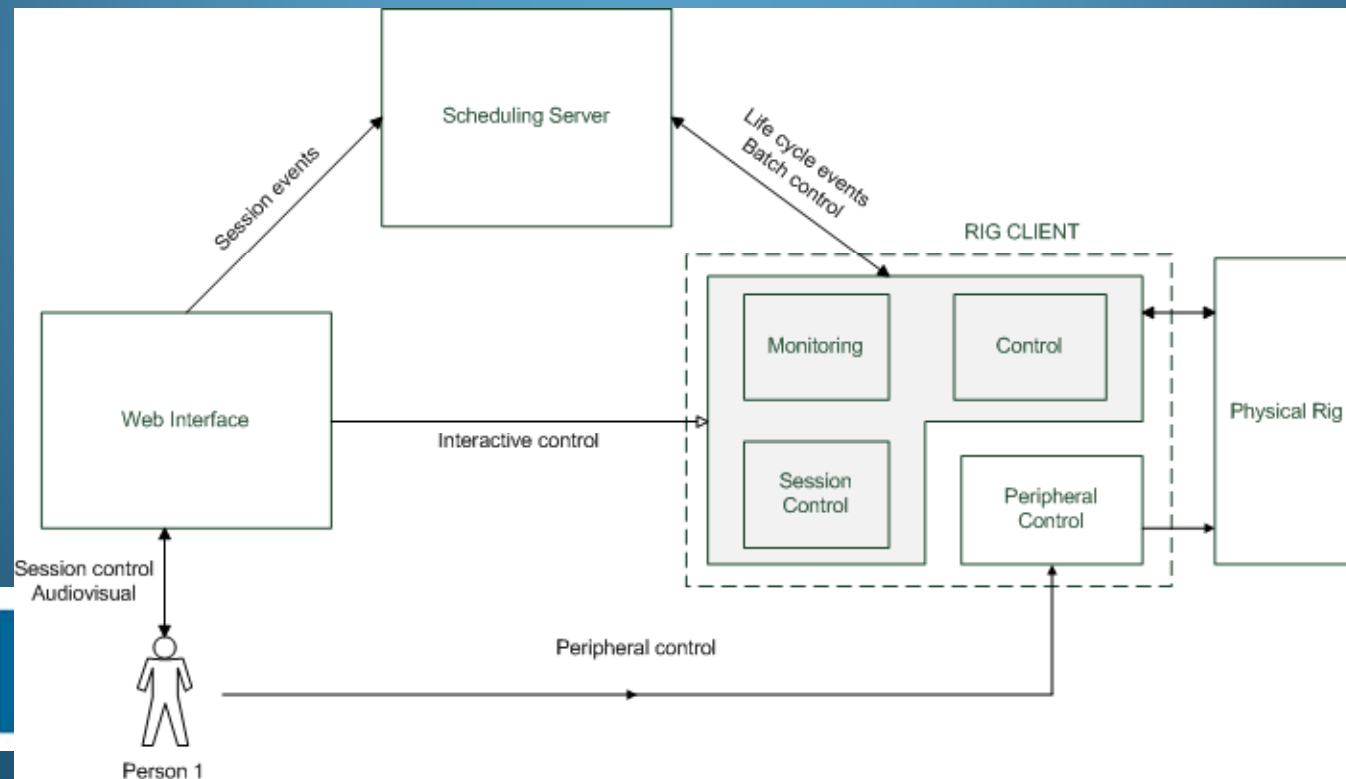 Scheduling Server
Session events
Life cycle events
Batch control
RIG CLIENT
Monitoring
Control
Physical Rig
Web Interface
Interactive control
Session
Control
Peripheral
Control
Session control
Audiovisual
Peripheral control
Person 1